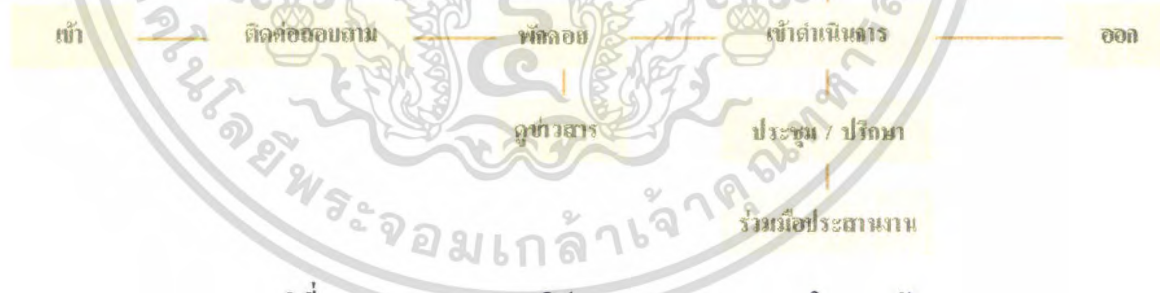 เข้า ติดต่อสอบถาม พักคอย เข้าดำเนินการ ออก
ดูข่าวสาร ประชุม / ปรึกษา
ร่วมมือประสานงาน
จอมเกล้าเจ้าคุณทหาร